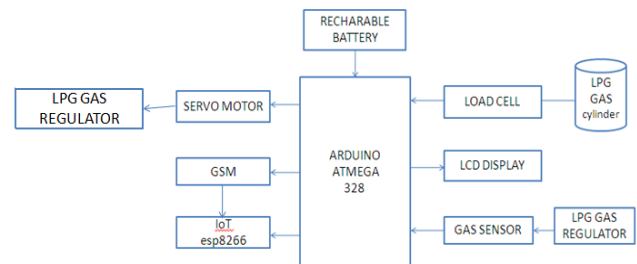 RECHARABLE
BATTERY
LPG GAS
REGULATOR
SERVO MOTOR
GSM
IoT
esp8266
ARDUINO
ATMEGA
328
LOAD CELL
LPG
GAS
cylinder
LCD DISPLAY
GAS SENSOR
LPG GAS
REGULATOR